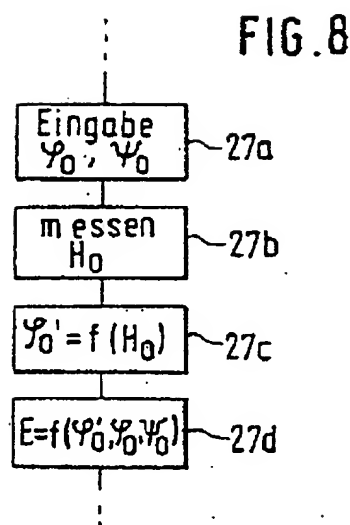 FIG.8
Eingabe
φ₀, ψ₀
27a
messen
H₀
27b
φ₀' = f(H₀)
27c
E=f(φ₀',φ₀,ψ₀)
27d